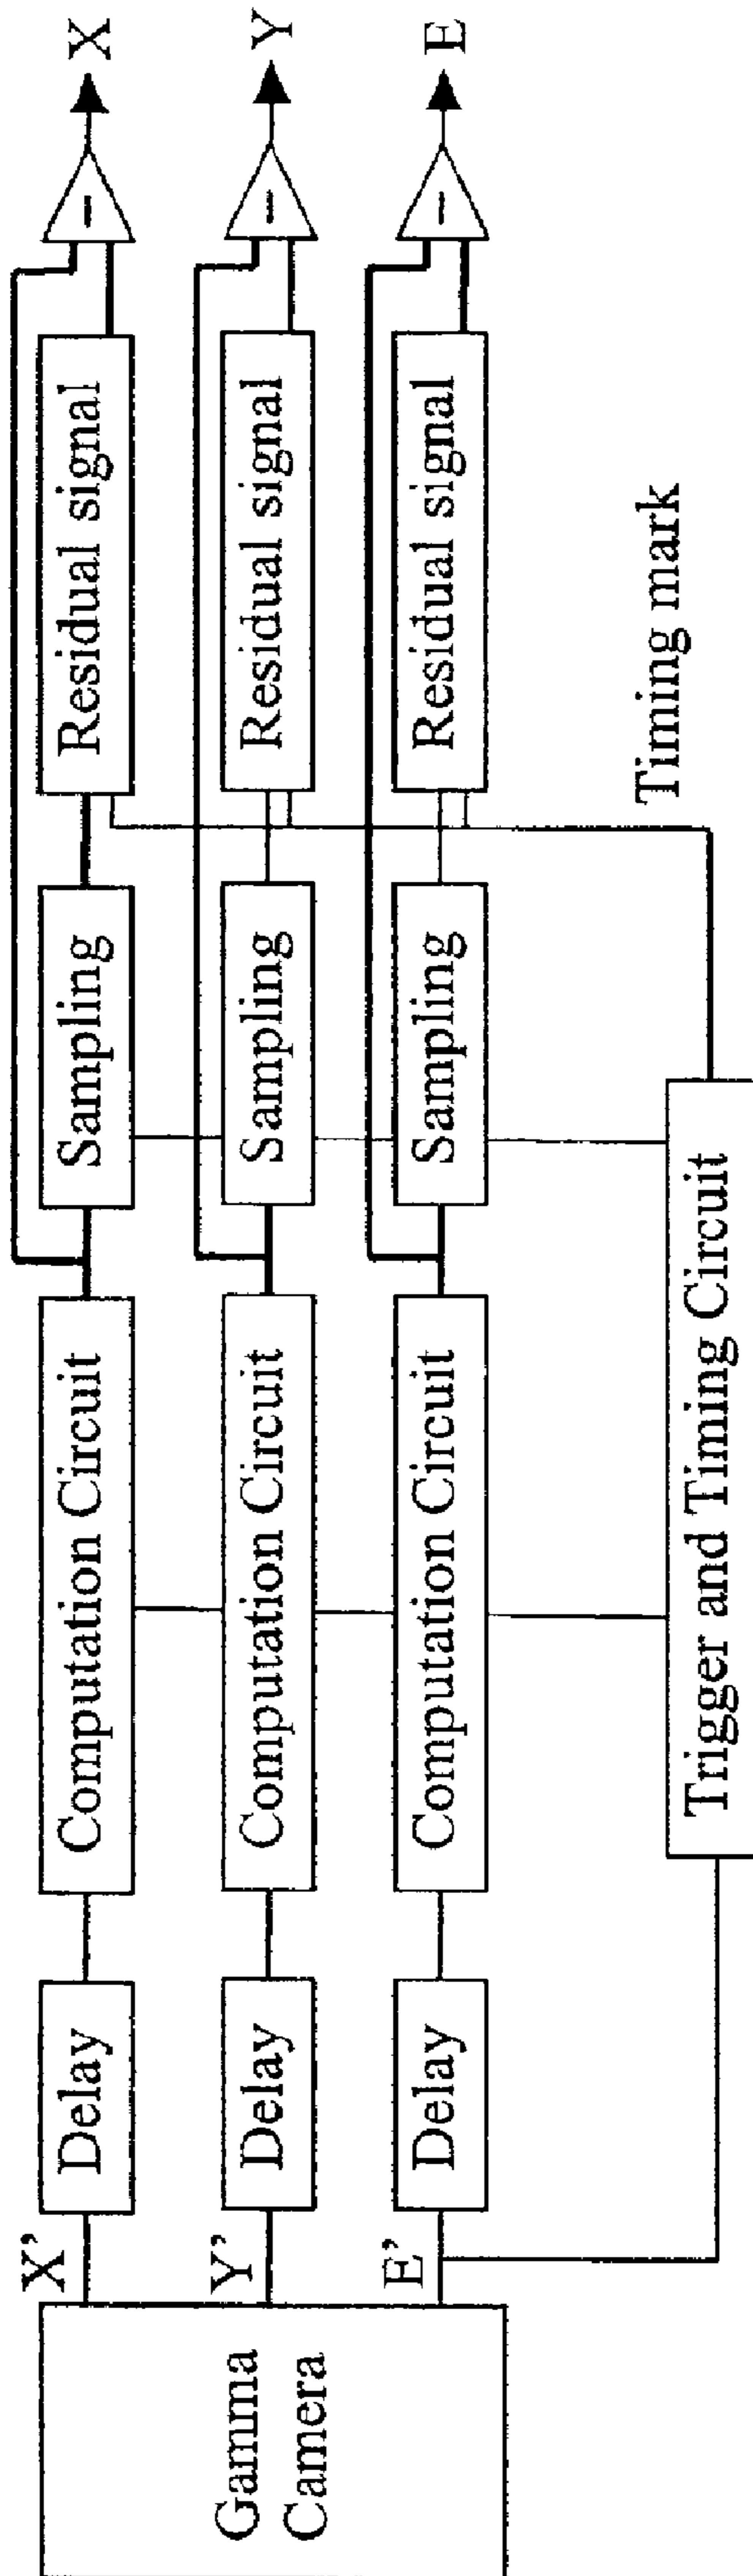 Gamma
Camera
X'
Delay
Computation Circuit
Sampling
Residual signal
−
X
Y'
Delay
Computation Circuit
Sampling
Residual signal
−
Y
E'
Delay
Computation Circuit
Sampling
Residual signal
−
E
Timing mark
Trigger and Timing Circuit